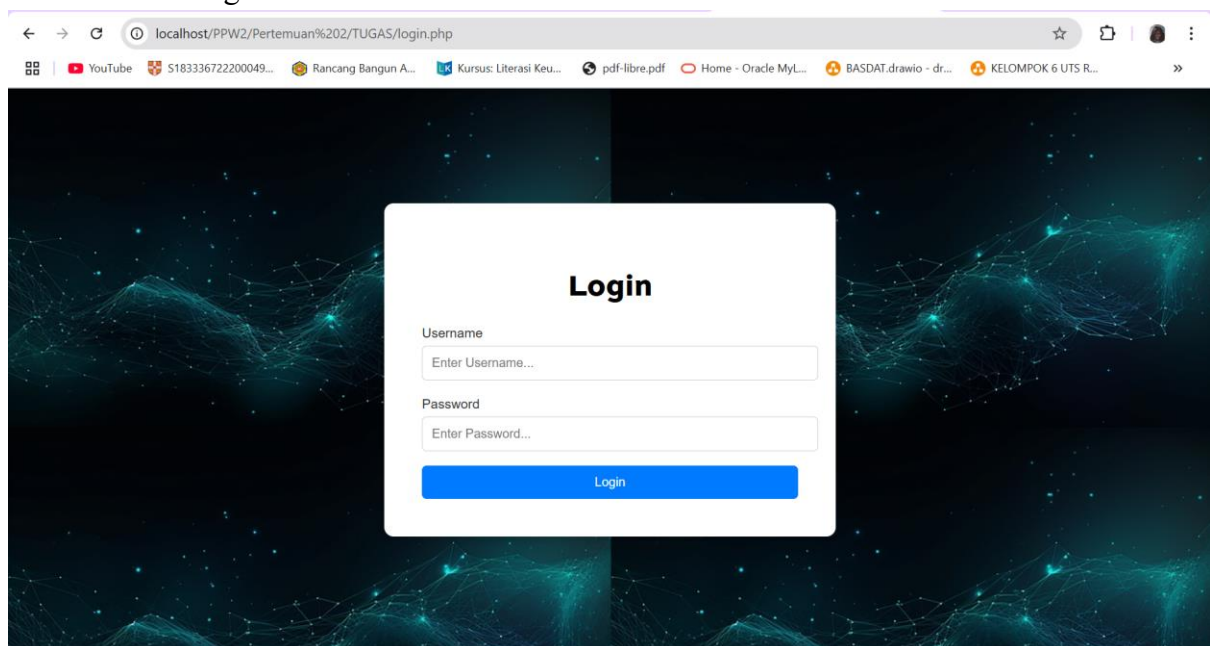 localhost/PPW2/Pertemuan%202/TUGAS/login.php
YouTube S183336722200049... Rancang Bangun A... UK Kursus: Literasi Keu... pdf-libre.pdf Home - Oracle MyL... BASDAT.drawio - dr... KELOMPOK 6 UTS R... »
Login
Username
Enter Username...
Password
Enter Password...
Login